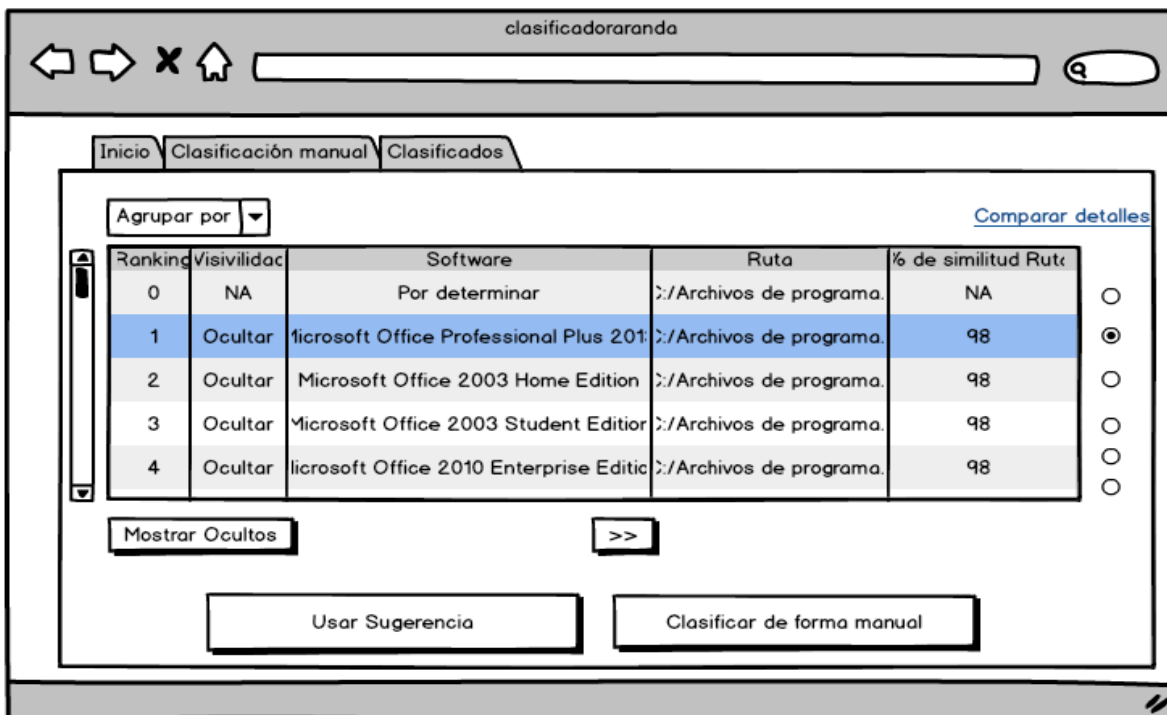 clasificadoraranda
Inicio Clasificación manual Clasificados
Agrupar por
Comparar detalles
Ranking Visivilidad Software Ruta % de similitud Ruta
0 NA Por determinar C:/Archivos de programa. NA
1 Ocultar Microsoft Office Professional Plus 201 C:/Archivos de programa. 98
2 Ocultar Microsoft Office 2003 Home Edition C:/Archivos de programa. 98
3 Ocultar Microsoft Office 2003 Student Edition C:/Archivos de programa. 98
4 Ocultar Microsoft Office 2010 Enterprise Editic C:/Archivos de programa. 98
Mostrar Ocultos >>
Usar Sugerencia Clasificar de forma manual